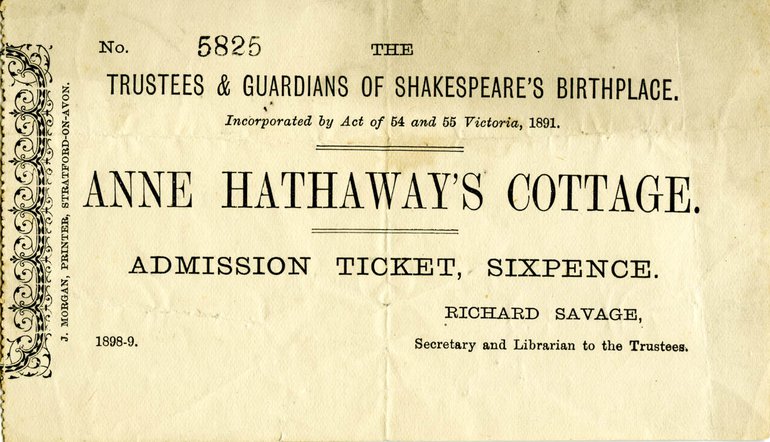 No. 5825 THE
TRUSTEES & GUARDIANS OF SHAKESPEARE'S BIRTHPLACE.
Incorporated by Act of 54 and 55 Victoria, 1891.
ANNE HATHAWAY'S COTTAGE.
ADMISSION TICKET, SIXPENCE.
RICHARD SAVAGE,
1898-9. Secretary and Librarian to the Trustees.
J. MORGAN, PRINTER, STRATFORD-ON-AVON.